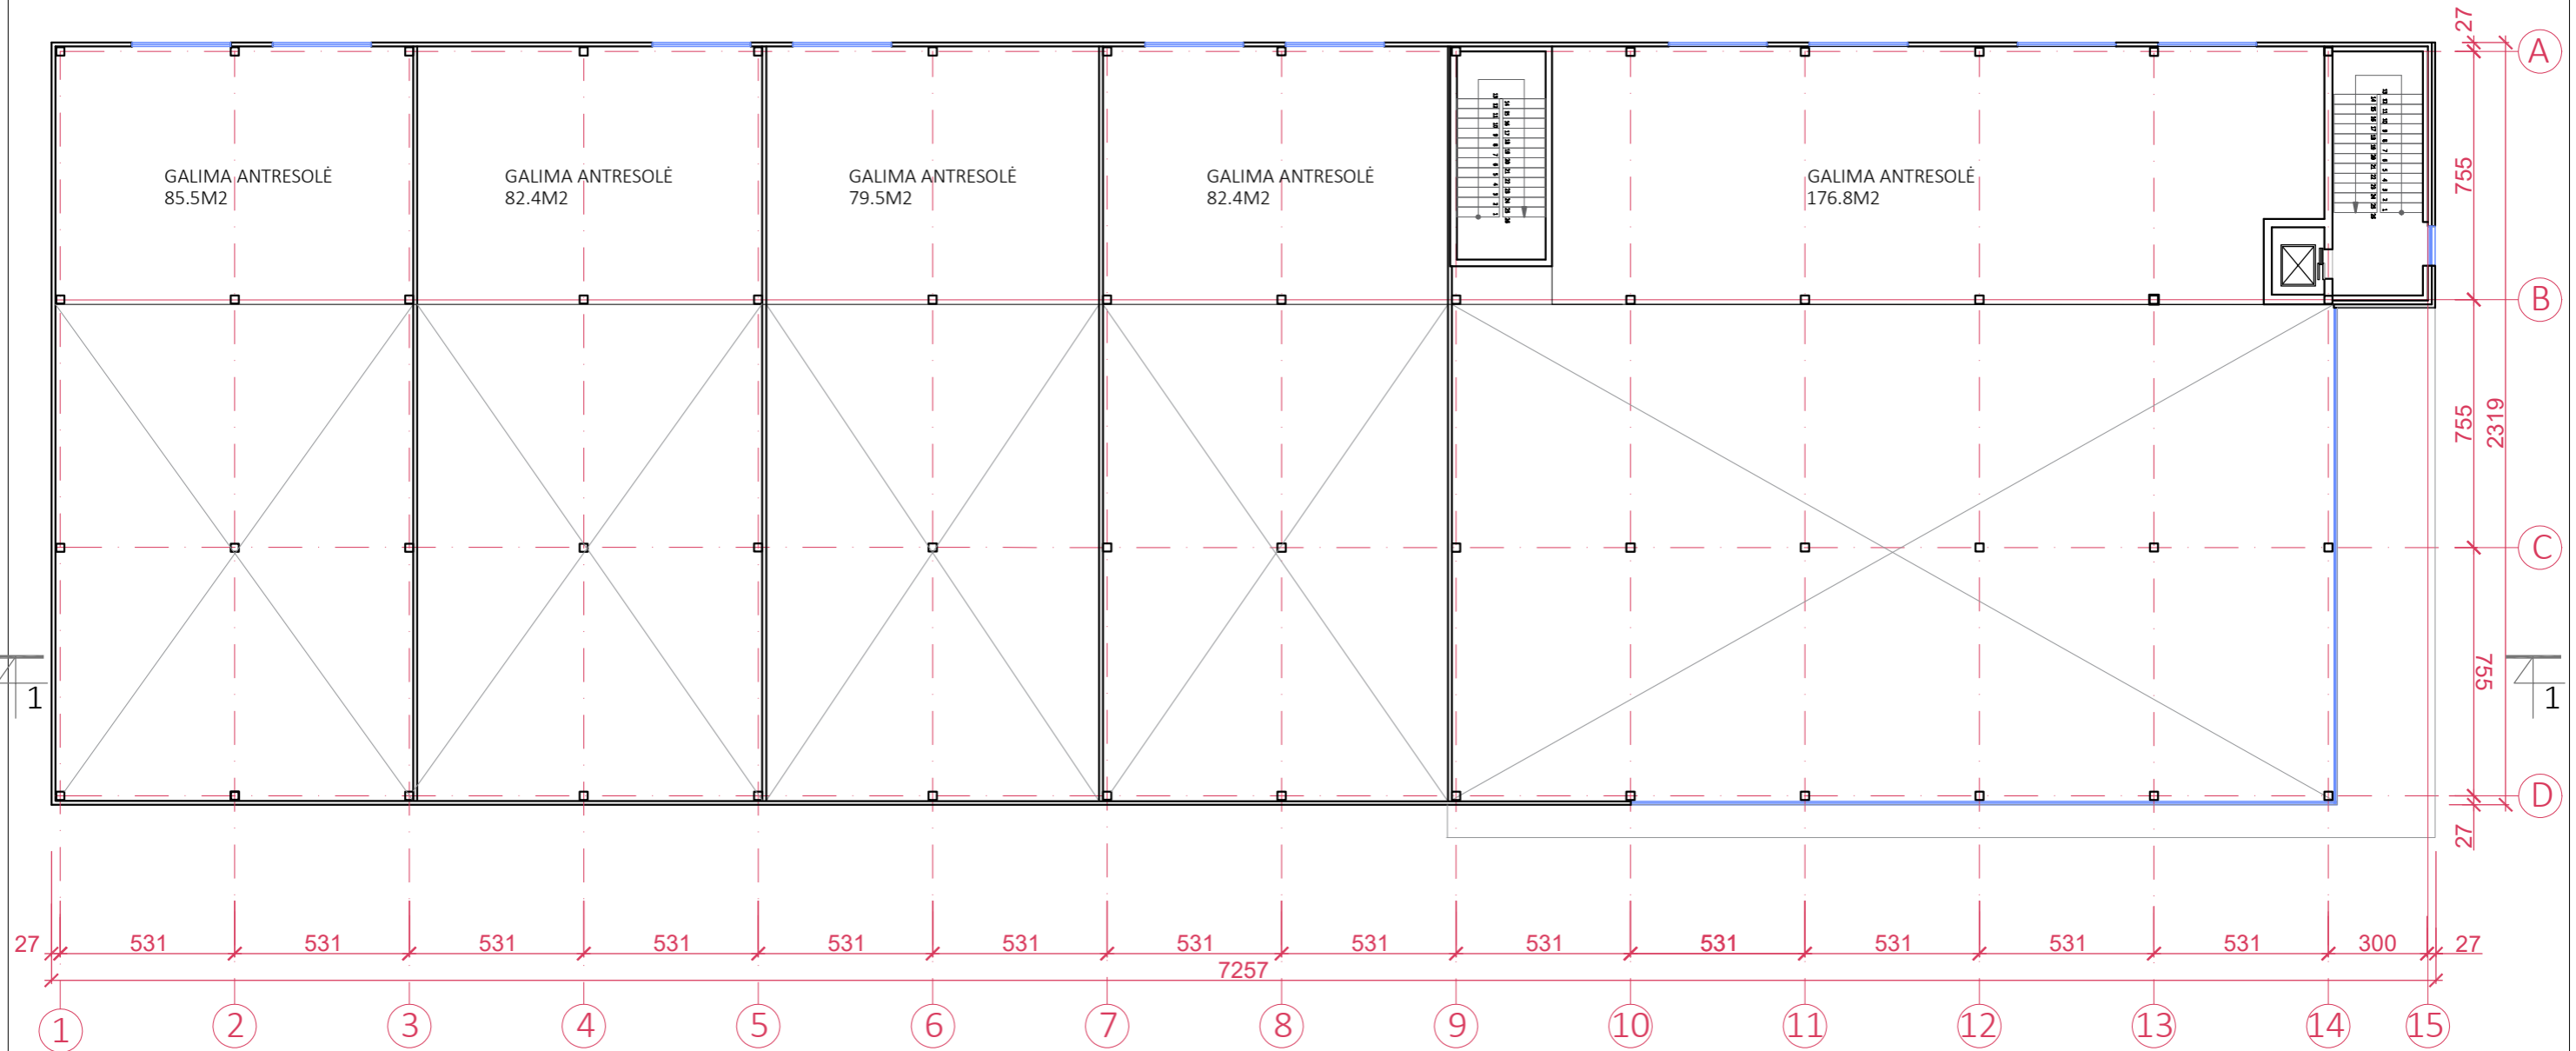 27
A
GALIMA ANTRESOLĖ
85.5M2
GALIMA ANTRESOLĖ
82.4M2
GALIMA ANTRESOLĖ
79.5M2
GALIMA ANTRESOLĖ
82.4M2
GALIMA ANTRESOLĖ
176.8M2
755
B
755
2319
C
755
1
1
D
27
27 531 531 531 531 531 531 531 531 531 531 531 531 531 300 27
7257
1 2 3 4 5 6 7 8 9 10 11 12 13 14 15